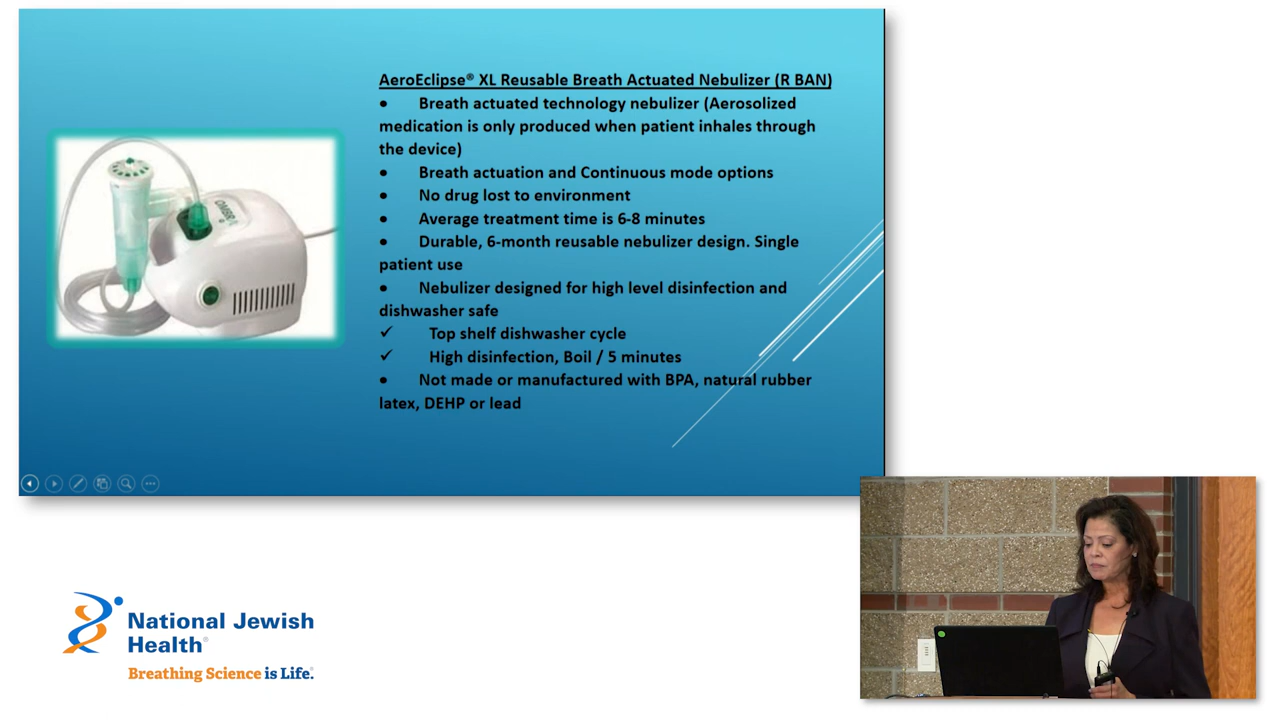 AeroEclipse® XL Reusable Breath Actuated Nebulizer (R BAN)
• Breath actuated technology nebulizer (Aerosolized
medication is only produced when patient inhales through
the device)
• Breath actuation and Continuous mode options
• No drug lost to environment
• Average treatment time is 6-8 minutes
• Durable, 6-month reusable nebulizer design. Single
patient use
• Nebulizer designed for high level disinfection and
dishwasher safe
✓ Top shelf dishwasher cycle
✓ High disinfection, Boil / 5 minutes
• Not made or manufactured with BPA, natural rubber
latex, DEHP or lead
National Jewish
Health®
Breathing Science is Life.®